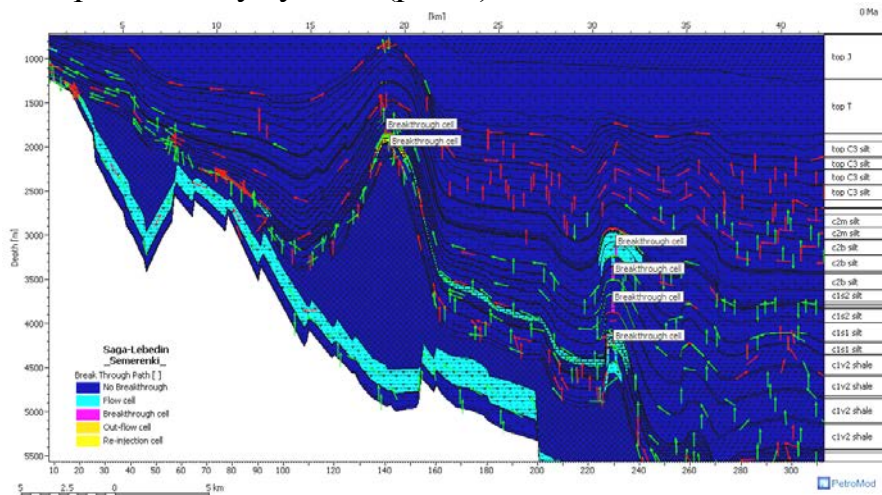 0 Ma
[km]
5 10 15 20 25 30 35 40
1000
1500
2000
2500
3000
3500
4000
4500
5000
5500
Depth [m]
Breakthrough cell
Breakthrough cell
Breakthrough cell
Breakthrough cell
Breakthrough cell
Breakthrough cell
top J
top T
top C3 silt
top C3 silt
top C3 silt
top C3 silt
c2m silt
c2m silt
c2b silt
c2b silt
c2b silt
c1s2 silt
c1s2 silt
c1s1 silt
c1s1 silt
c1v2 shale
c1v2 shale
c1v2 shale
c1v2 shale
Saga-Lebedin
_Semerenki_
Break Through Path [ ]
No Breakthrough
Flow cell
Breakthrough cell
Out-flow cell
Re-injection cell
10 20 30 40 50 60 70 80 90 100 120 140 160 180 200 210 220 230 240 260 270 280 290 300 310
5 2.5 0 5 km
PetroMod